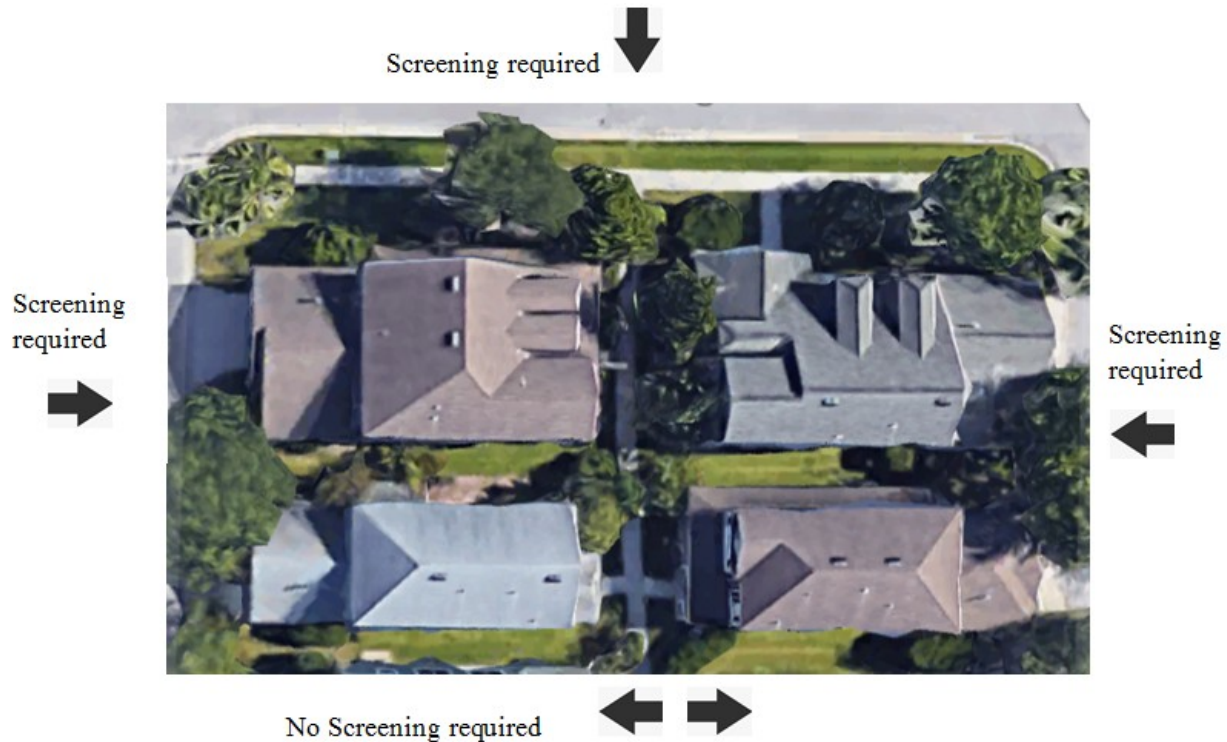 Screening required
Screening
required
Screening
required
No Screening required